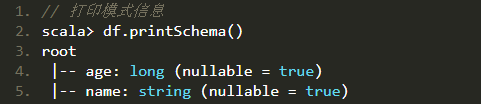 1. // 打印模式信息
2. scala> df.printSchema()
3. root
4.  |-- age: long (nullable = true)
5.  |-- name: string (nullable = true)